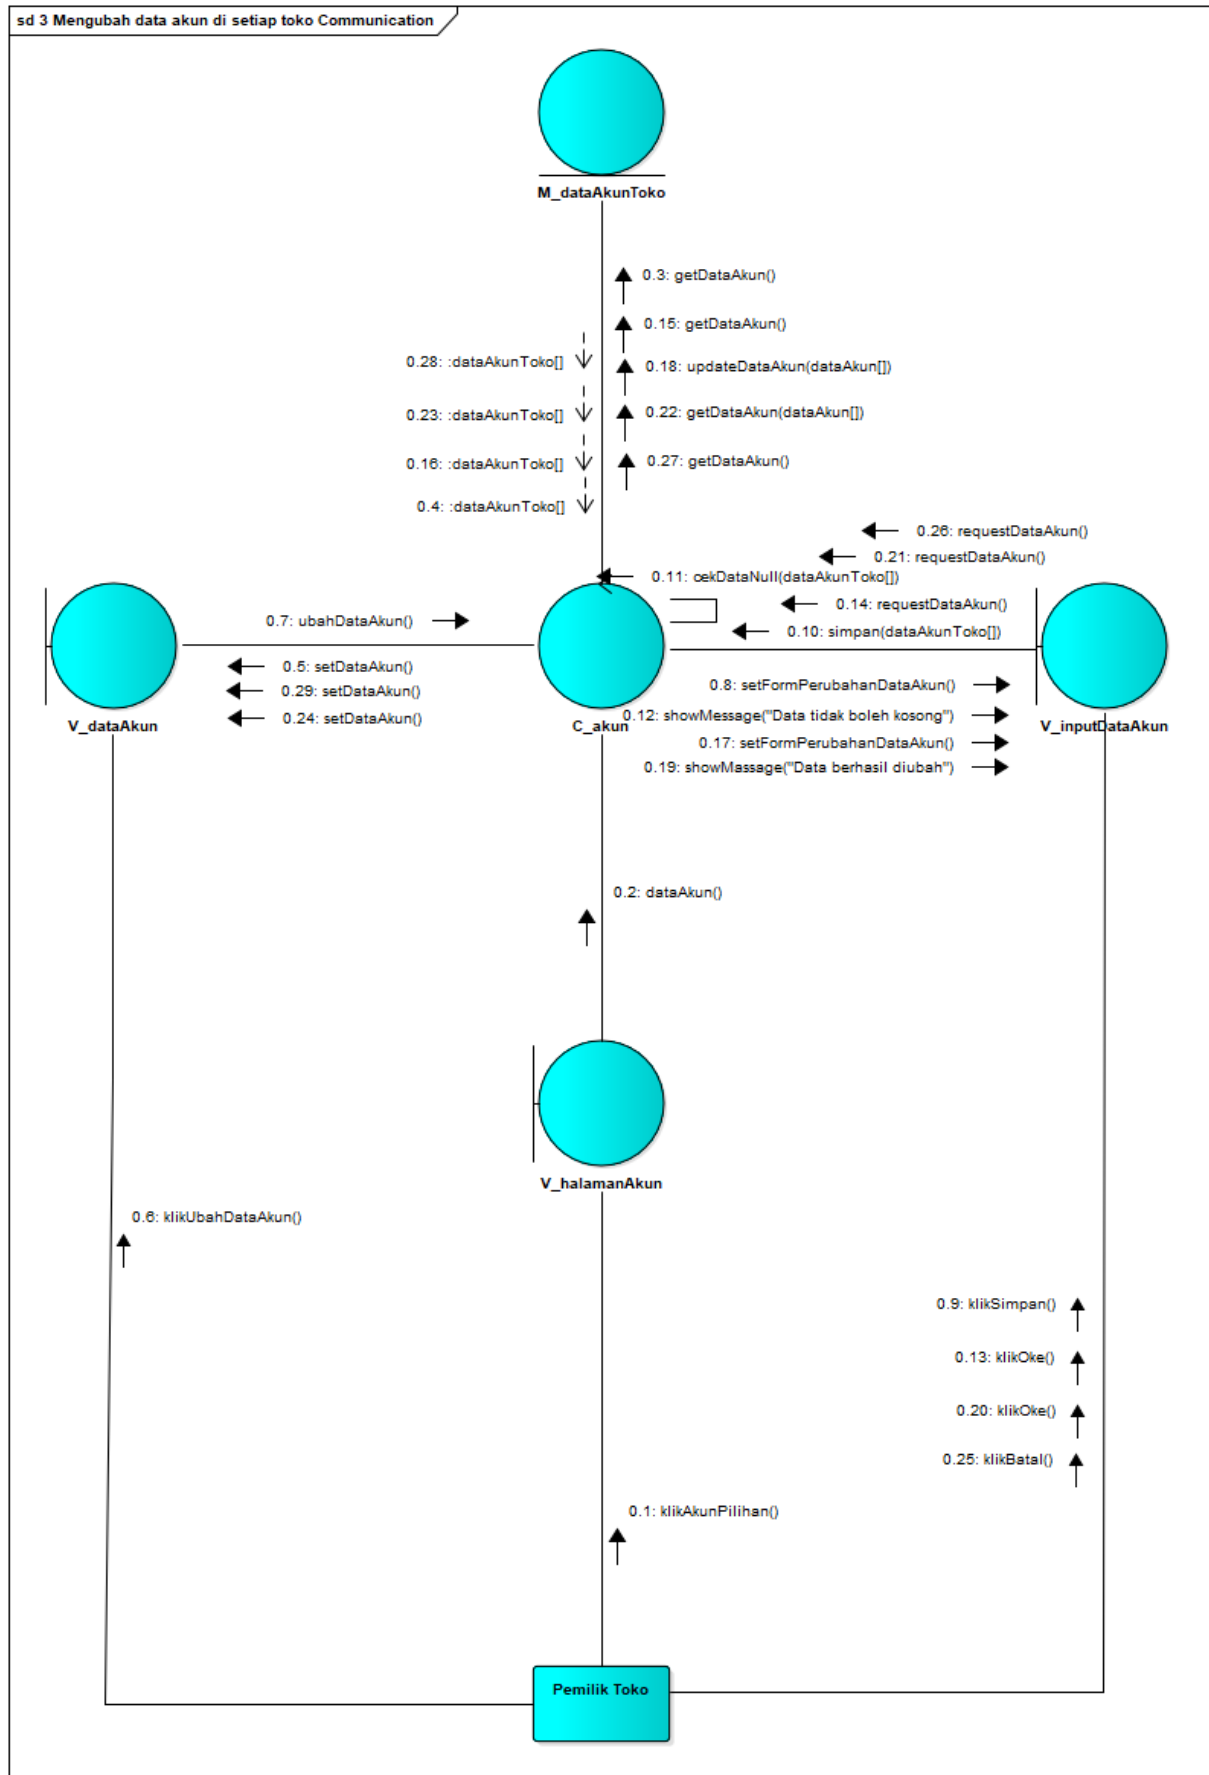 sd 3 Mengubah data akun di setiap toko Communication
M_dataAkunToko
0.3: getDataAkun()
0.15: getDataAkun()
0.28: :dataAkunToko[]
0.18: updateDataAkun(dataAkun[])
0.23: :dataAkunToko[]
0.22: getDataAkun(dataAkun[])
0.16: :dataAkunToko[]
0.27: getDataAkun()
0.4: :dataAkunToko[]
0.26: requestDataAkun()
0.21: requestDataAkun()
0.11: cekDataNull(dataAkunToko[])
0.14: requestDataAkun()
0.7: ubahDataAkun()
0.10: simpan(dataAkunToko[])
0.5: setDataAkun()
0.29: setDataAkun()
0.24: setDataAkun()
0.8: setFormPerubahanDataAkun()
0.12: showMessage("Data tidak boleh kosong")
0.17: setFormPerubahanDataAkun()
0.19: showMassage("Data berhasil diubah")
V_dataAkun
C_akun
V_inputDataAkun
0.2: dataAkun()
V_halamanAkun
0.6: klikUbahDataAkun()
0.9: klikSimpan()
0.13: klikOke()
0.20: klikOke()
0.25: klikBatal()
0.1: klikAkunPilihan()
Pemilik Toko